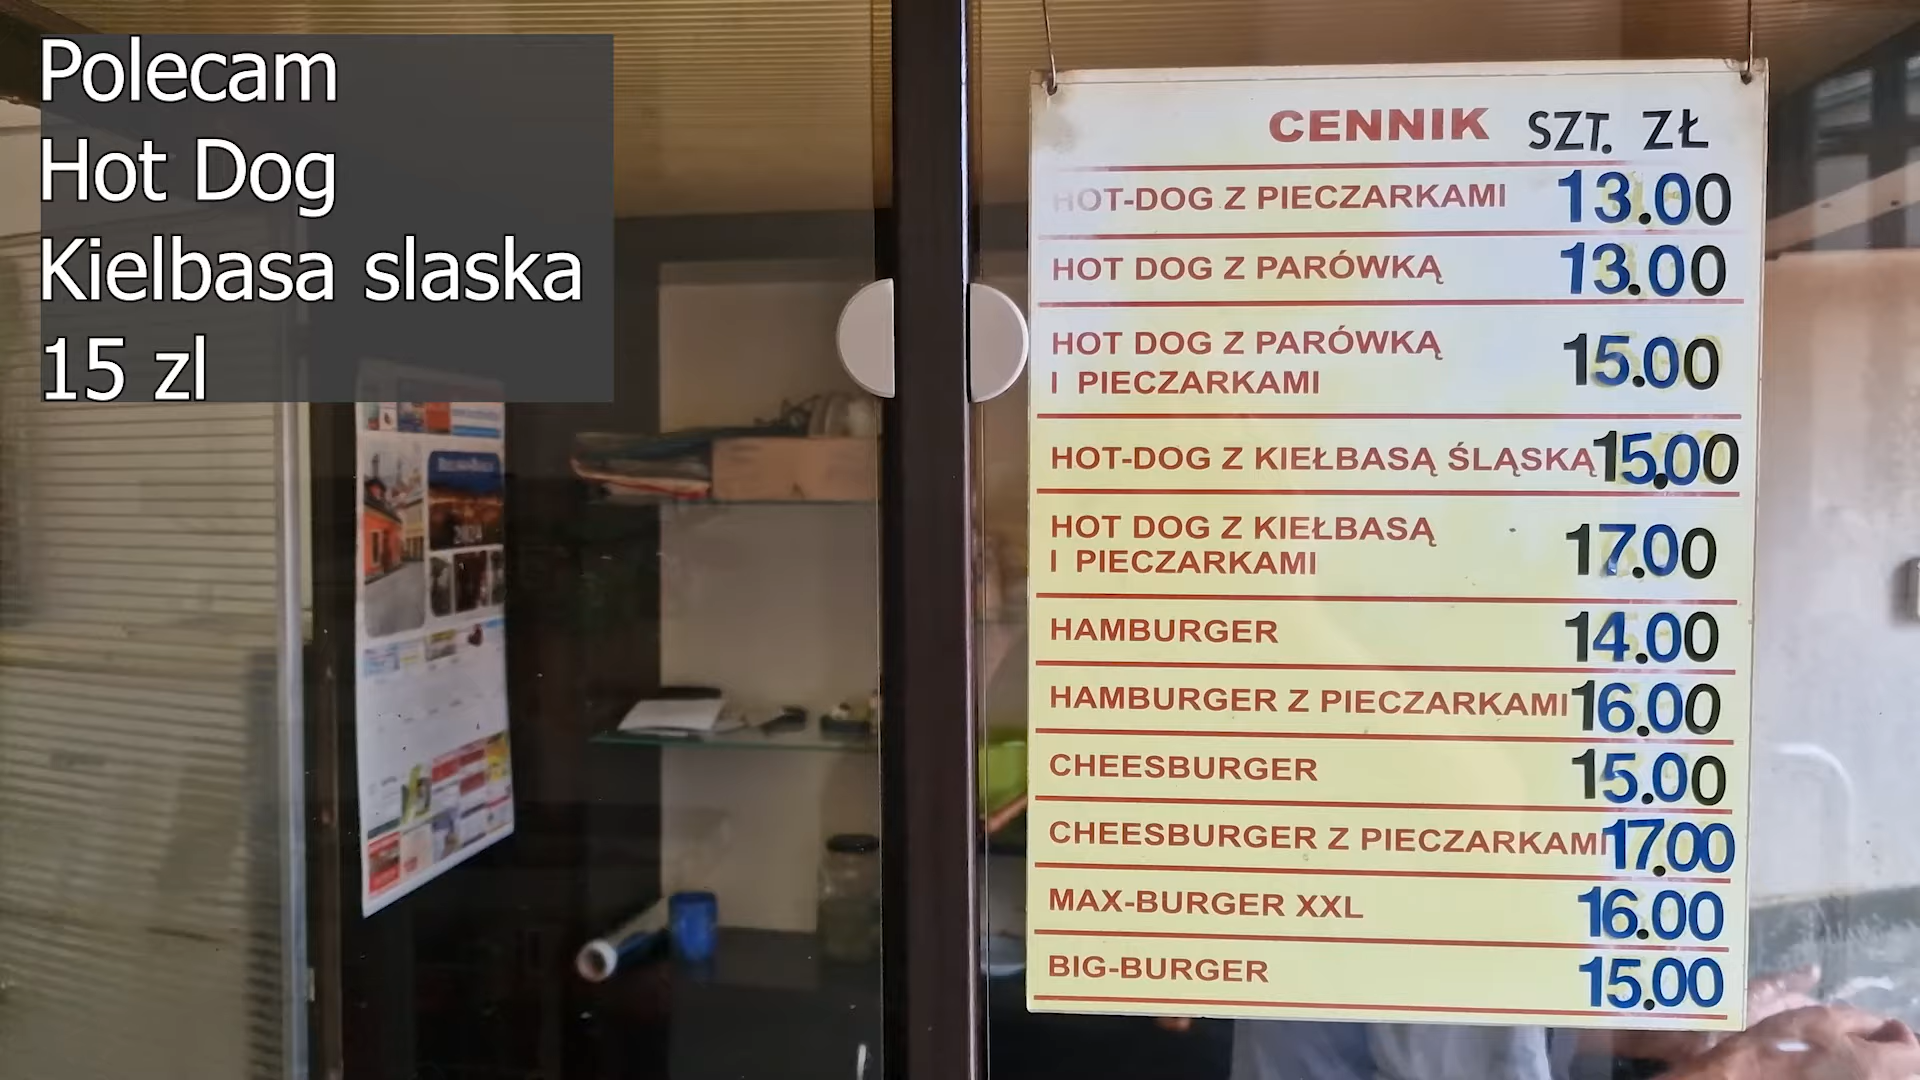 Polecam
Hot Dog
Kielbasa slaska
15 zl
CENNIK SZT. ZŁ
HOT-DOG Z PIECZARKAMI 13.00
HOT DOG Z PARÓWKĄ 13.00
HOT DOG Z PARÓWKĄ
I PIECZARKAMI 15.00
HOT-DOG Z KIEŁBASĄ ŚLĄSKĄ 15.00
HOT DOG Z KIEŁBASĄ
I PIECZARKAMI 17.00
HAMBURGER 14.00
HAMBURGER Z PIECZARKAMI 16.00
CHEESBURGER 15.00
CHEESBURGER Z PIECZARKAMI 17.00
MAX-BURGER XXL 16.00
BIG-BURGER 15.00
2024